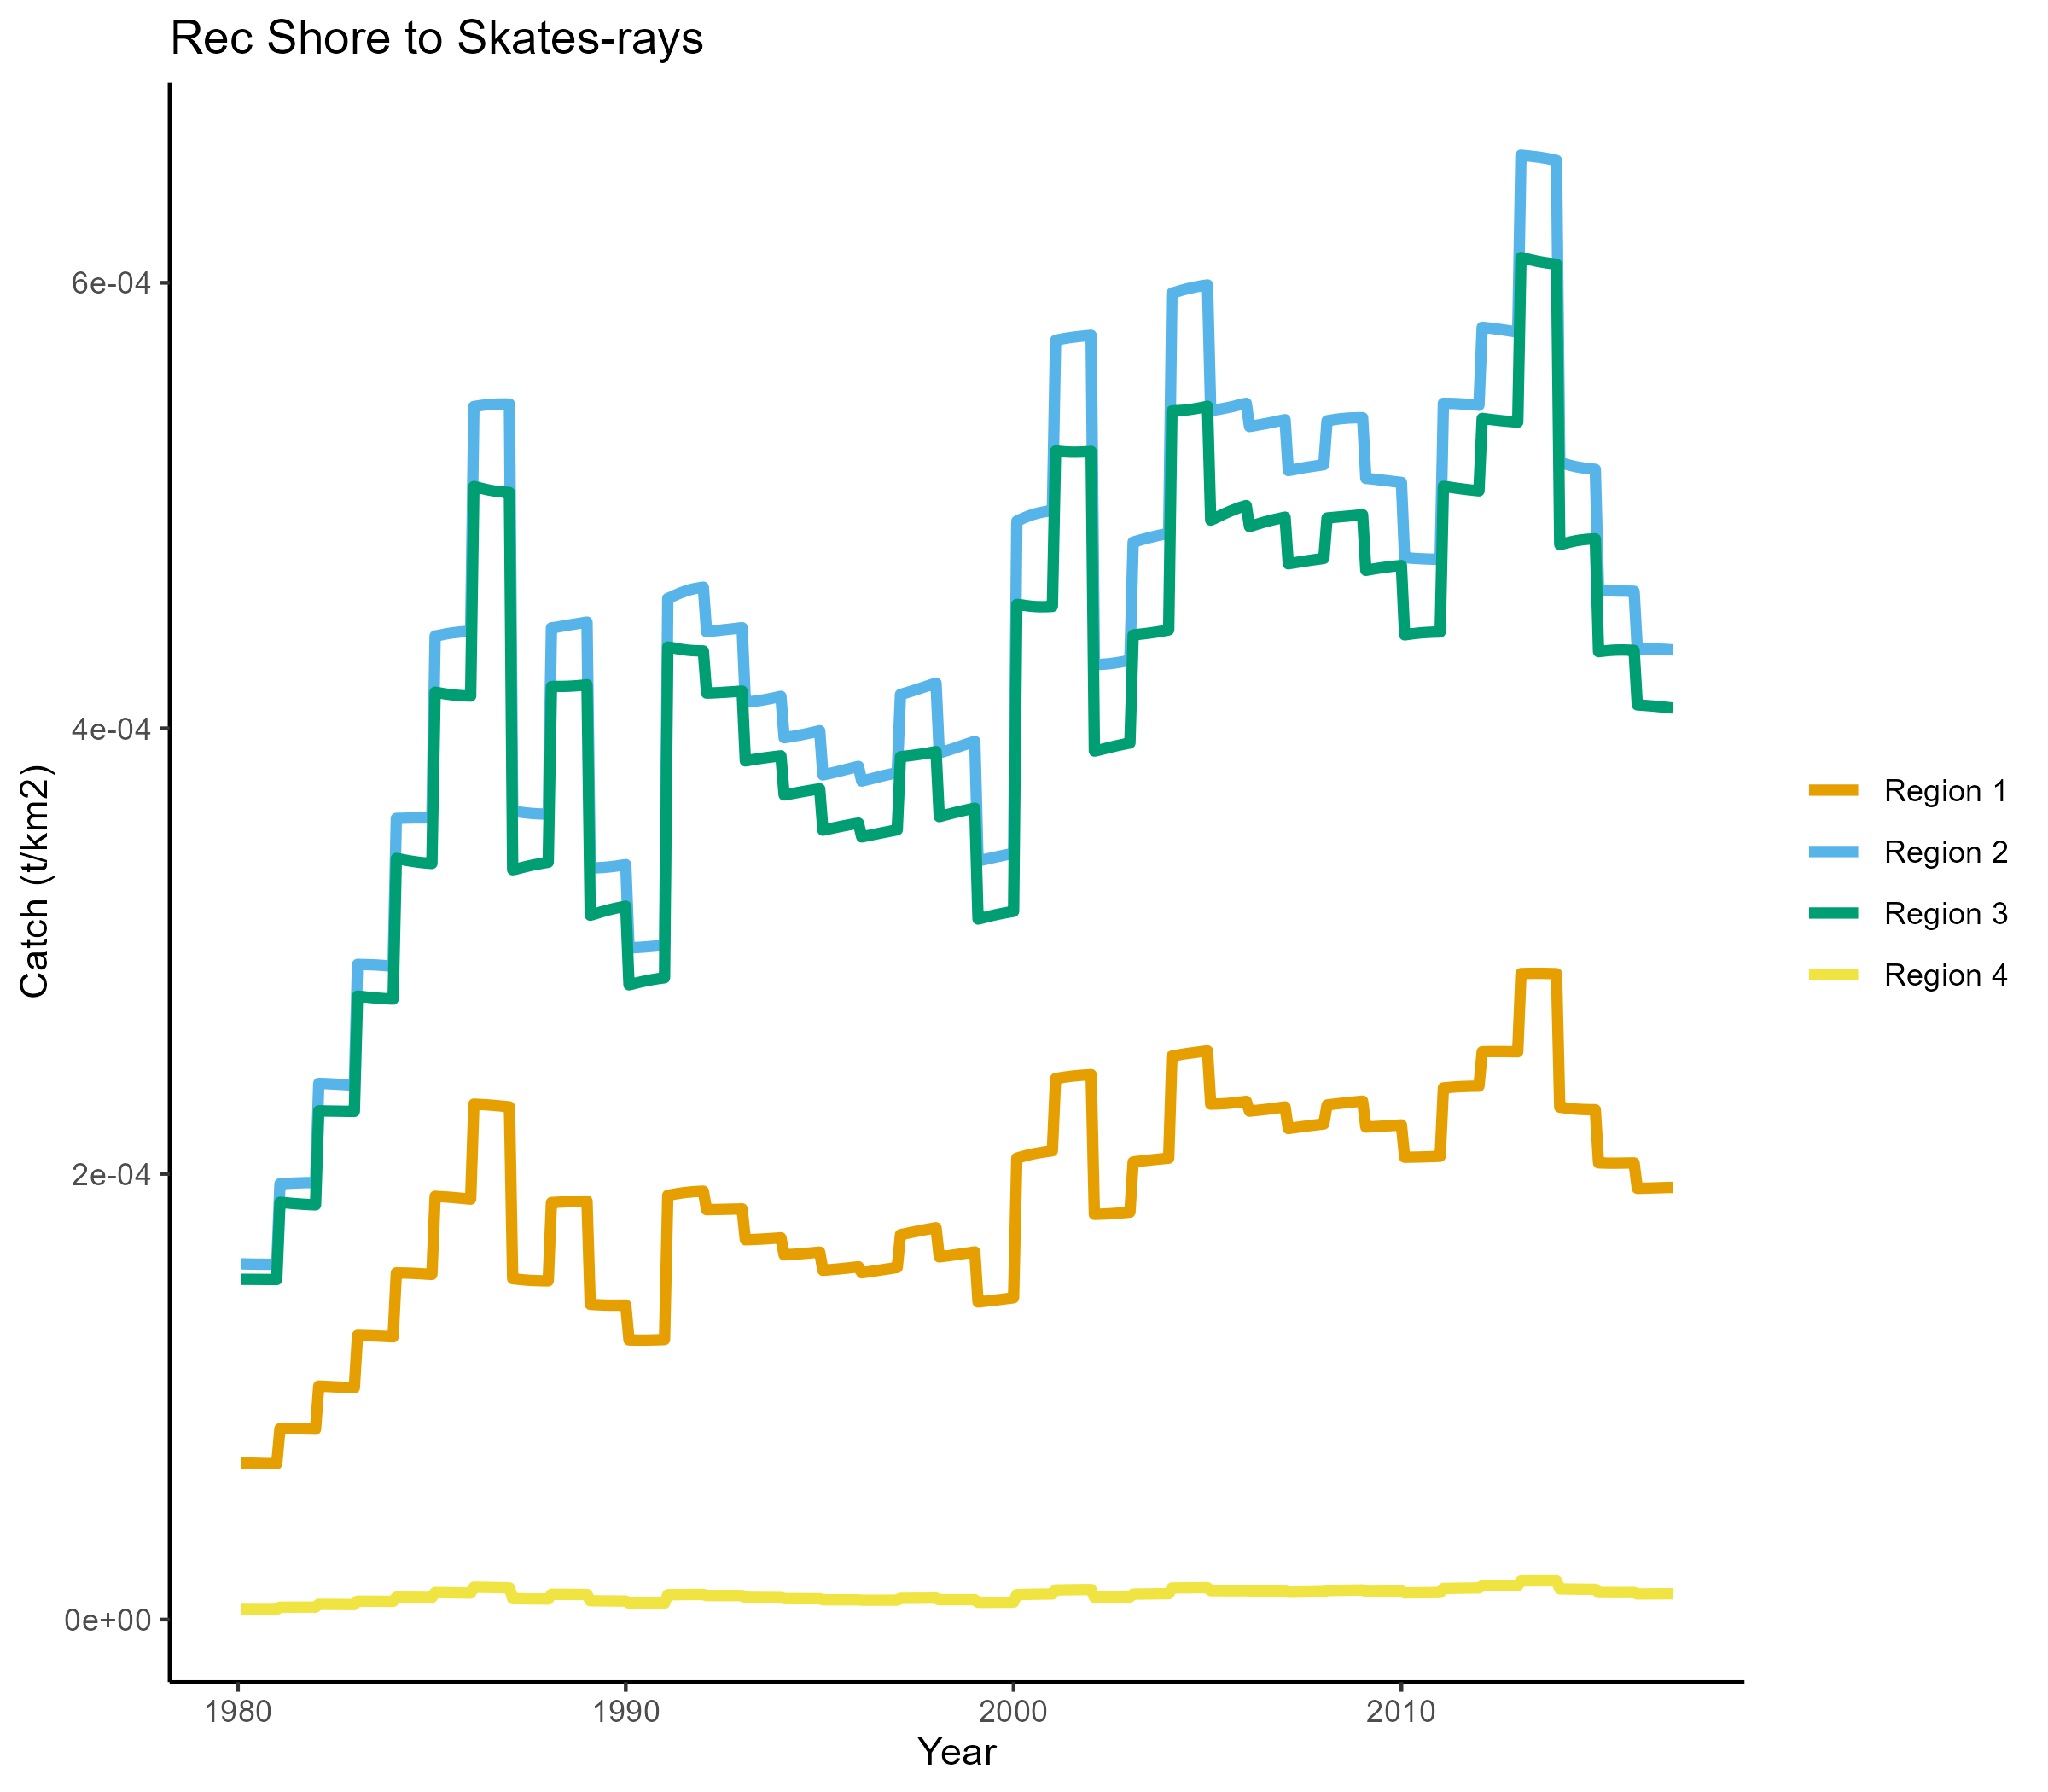 Rec Shore to Skates-rays
Catch (t/km2)
6e-04
4e-04
2e-04
0e+00
1980
1990
2000
2010
Year
Region 1
Region 2
Region 3
Region 4